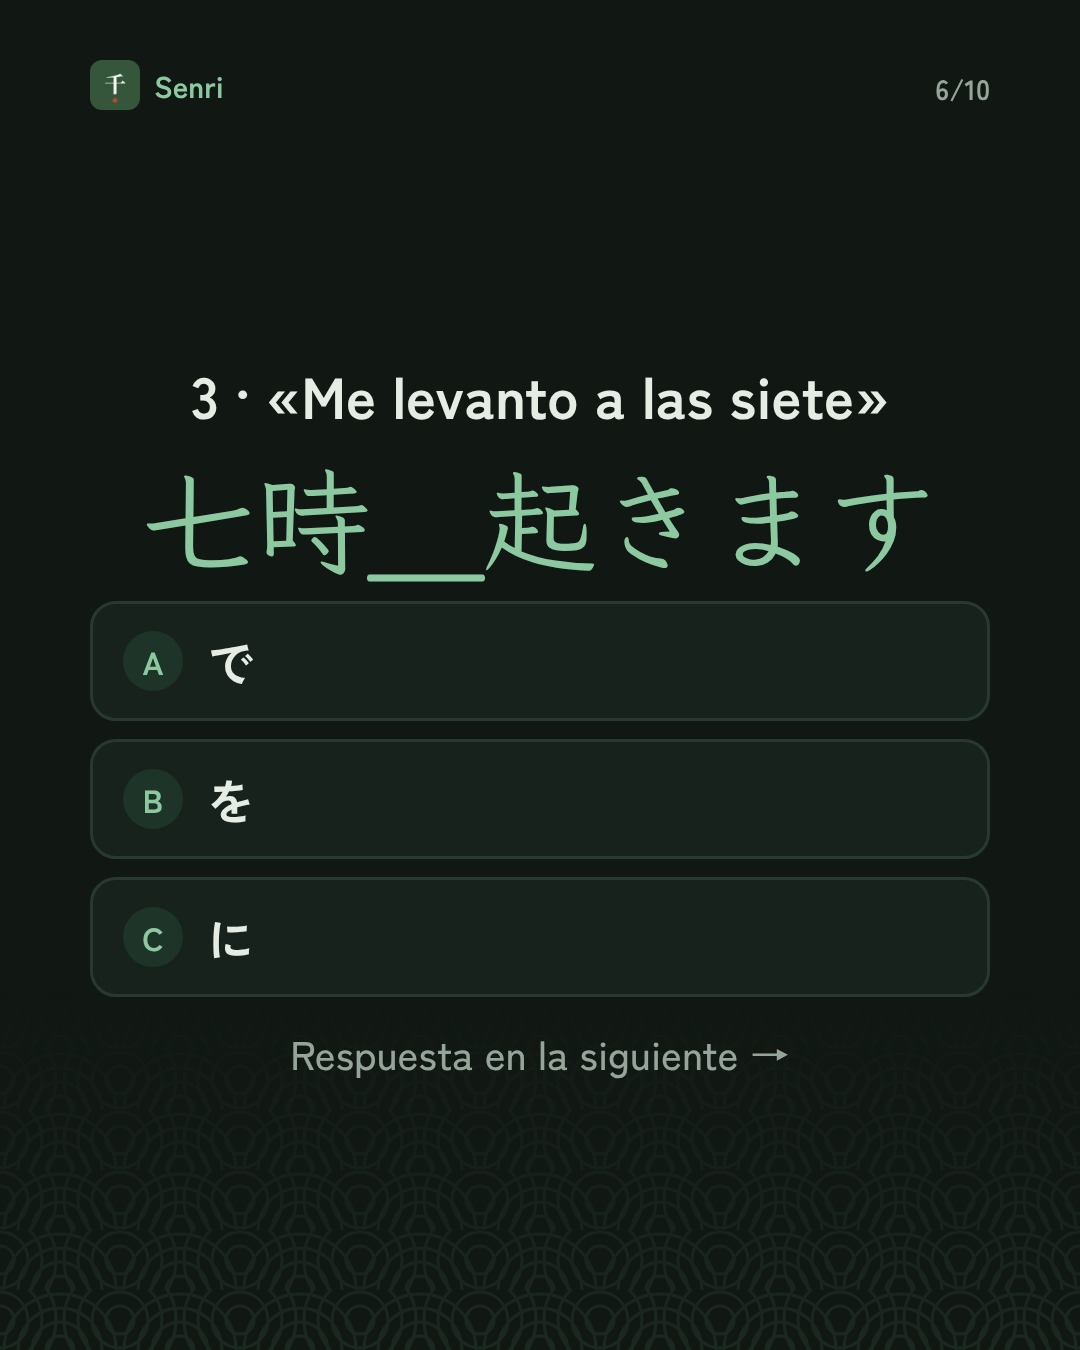 千 Senri
6/10
3 · «Me levanto a las siete»
七時__起きます
A で
B を
C に
Respuesta en la siguiente →